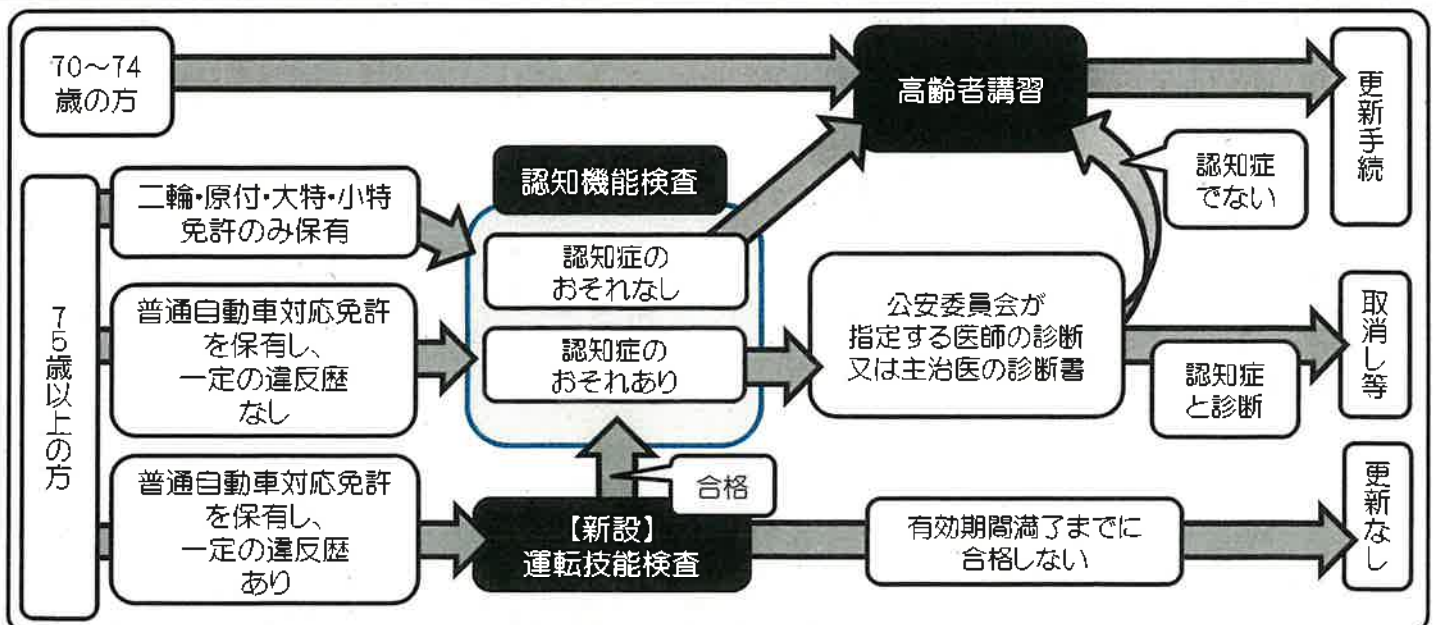 70～74
歳の方
高齢者講習
更新手続
認知症
でない
75歳以上の方
二輪・原付・大特・小特
免許のみ保有
認知機能検査
認知症の
おそれなし
普通自動車対応免許
を保有し、
一定の違反歴
なし
認知症の
おそれあり
公安委員会が
指定する医師の診断
又は主治医の診断書
取消し等
認知症
と診断
普通自動車対応免許
を保有し、
一定の違反歴
あり
合格
【新設】
運転技能検査
有効期間満了までに
合格しない
更新なし